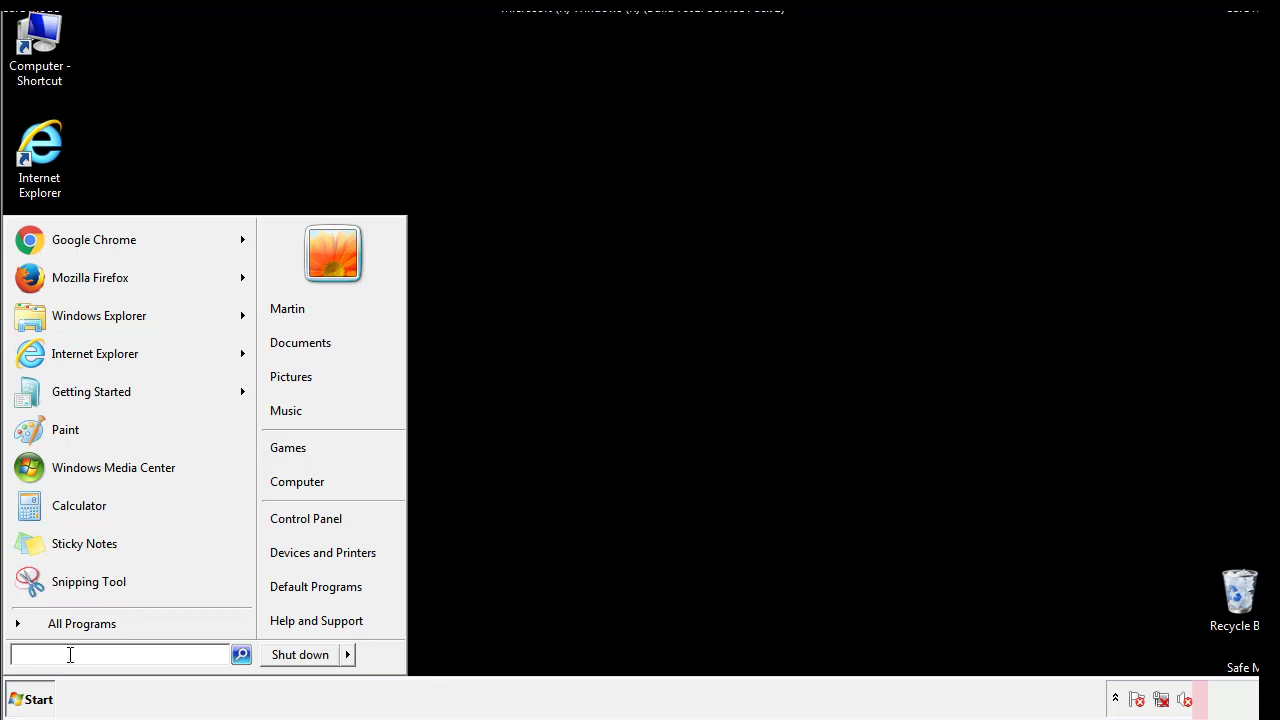 Computer -
Shortcut
Internet
Explorer
Google Chrome
Mozilla Firefox
Windows Explorer
Internet Explorer
Getting Started
Paint
Windows Media Center
Calculator
Sticky Notes
Snipping Tool
All Programs
Martin
Documents
Pictures
Music
Games
Computer
Control Panel
Devices and Printers
Default Programs
Help and Support
Shut down
Recycle B
Safe M
Start